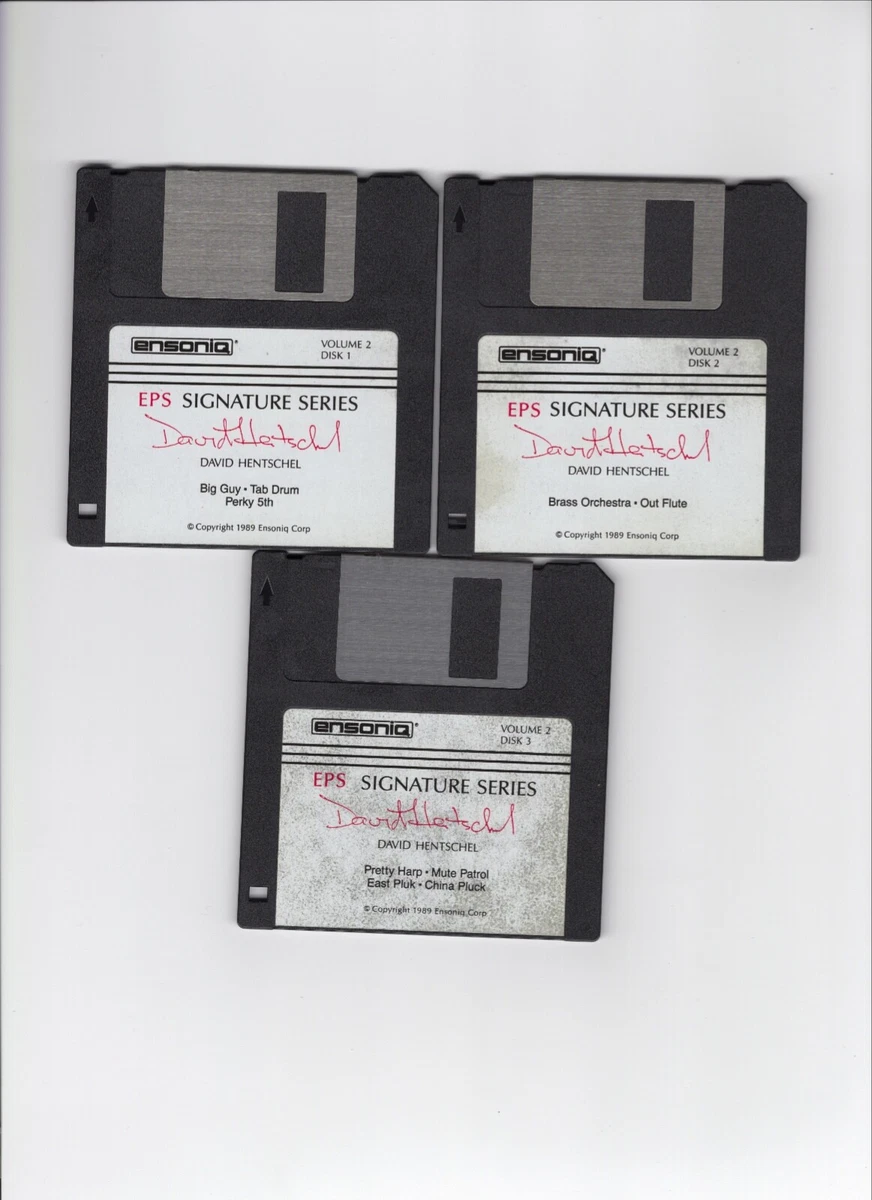 ensoniq
VOLUME 2
DISK 1
EPS SIGNATURE SERIES
David Hentschel
DAVID HENTSCHEL
Big Guy • Tab Drum
Perky 5th
© Copyright 1989 Ensoniq Corp
ensoniq
VOLUME 2
DISK 2
EPS SIGNATURE SERIES
David Hentschel
DAVID HENTSCHEL
Brass Orchestra • Out Flute
© Copyright 1989 Ensoniq Corp
ensoniq
VOLUME 2
DISK 3
EPS SIGNATURE SERIES
David Hentschel
DAVID HENTSCHEL
Pretty Harp • Mute Patrol
East Pluk • China Pluck
© Copyright 1989 Ensoniq Corp